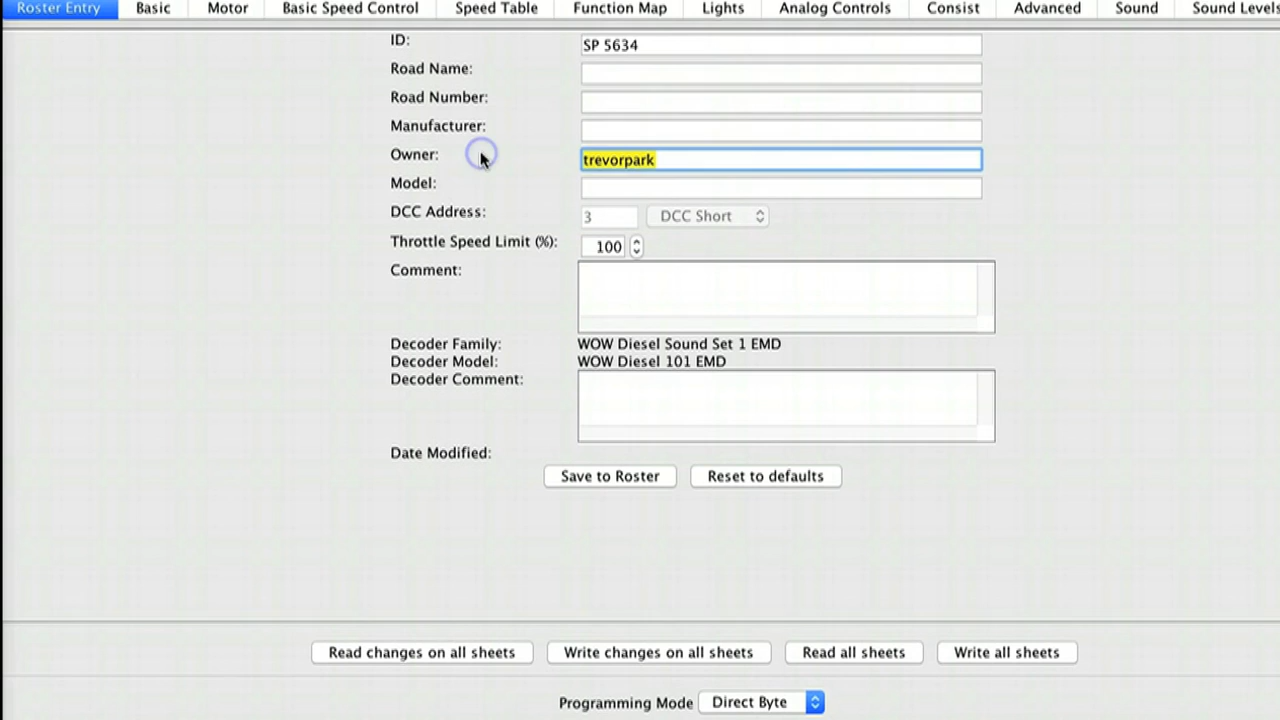 Roster Entry Basic Motor Basic Speed Control Speed Table Function Map Lights Analog Controls Consist Advanced Sound Sound Levels
ID: SP 5634
Road Name:
Road Number:
Manufacturer:
Owner: trevorpark
Model:
DCC Address: 3 DCC Short
Throttle Speed Limit (%): 100
Comment:
Decoder Family: WOW Diesel Sound Set 1 EMD
Decoder Model: WOW Diesel 101 EMD
Decoder Comment:
Date Modified:
Save to Roster Reset to defaults
Read changes on all sheets Write changes on all sheets Read all sheets Write all sheets
Programming Mode Direct Byte